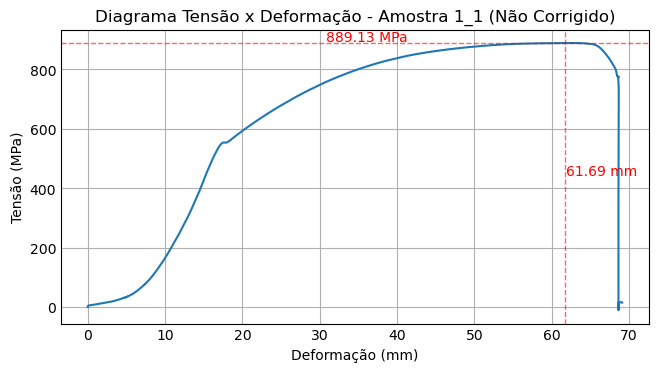 Diagrama Tensão x Deformação - Amostra 1_1 (Não Corrigido)
889.13 MPa
800
600
61.69 mm
400
200
0
Tensão (MPa)
0 10 20 30 40 50 60 70
Deformação (mm)